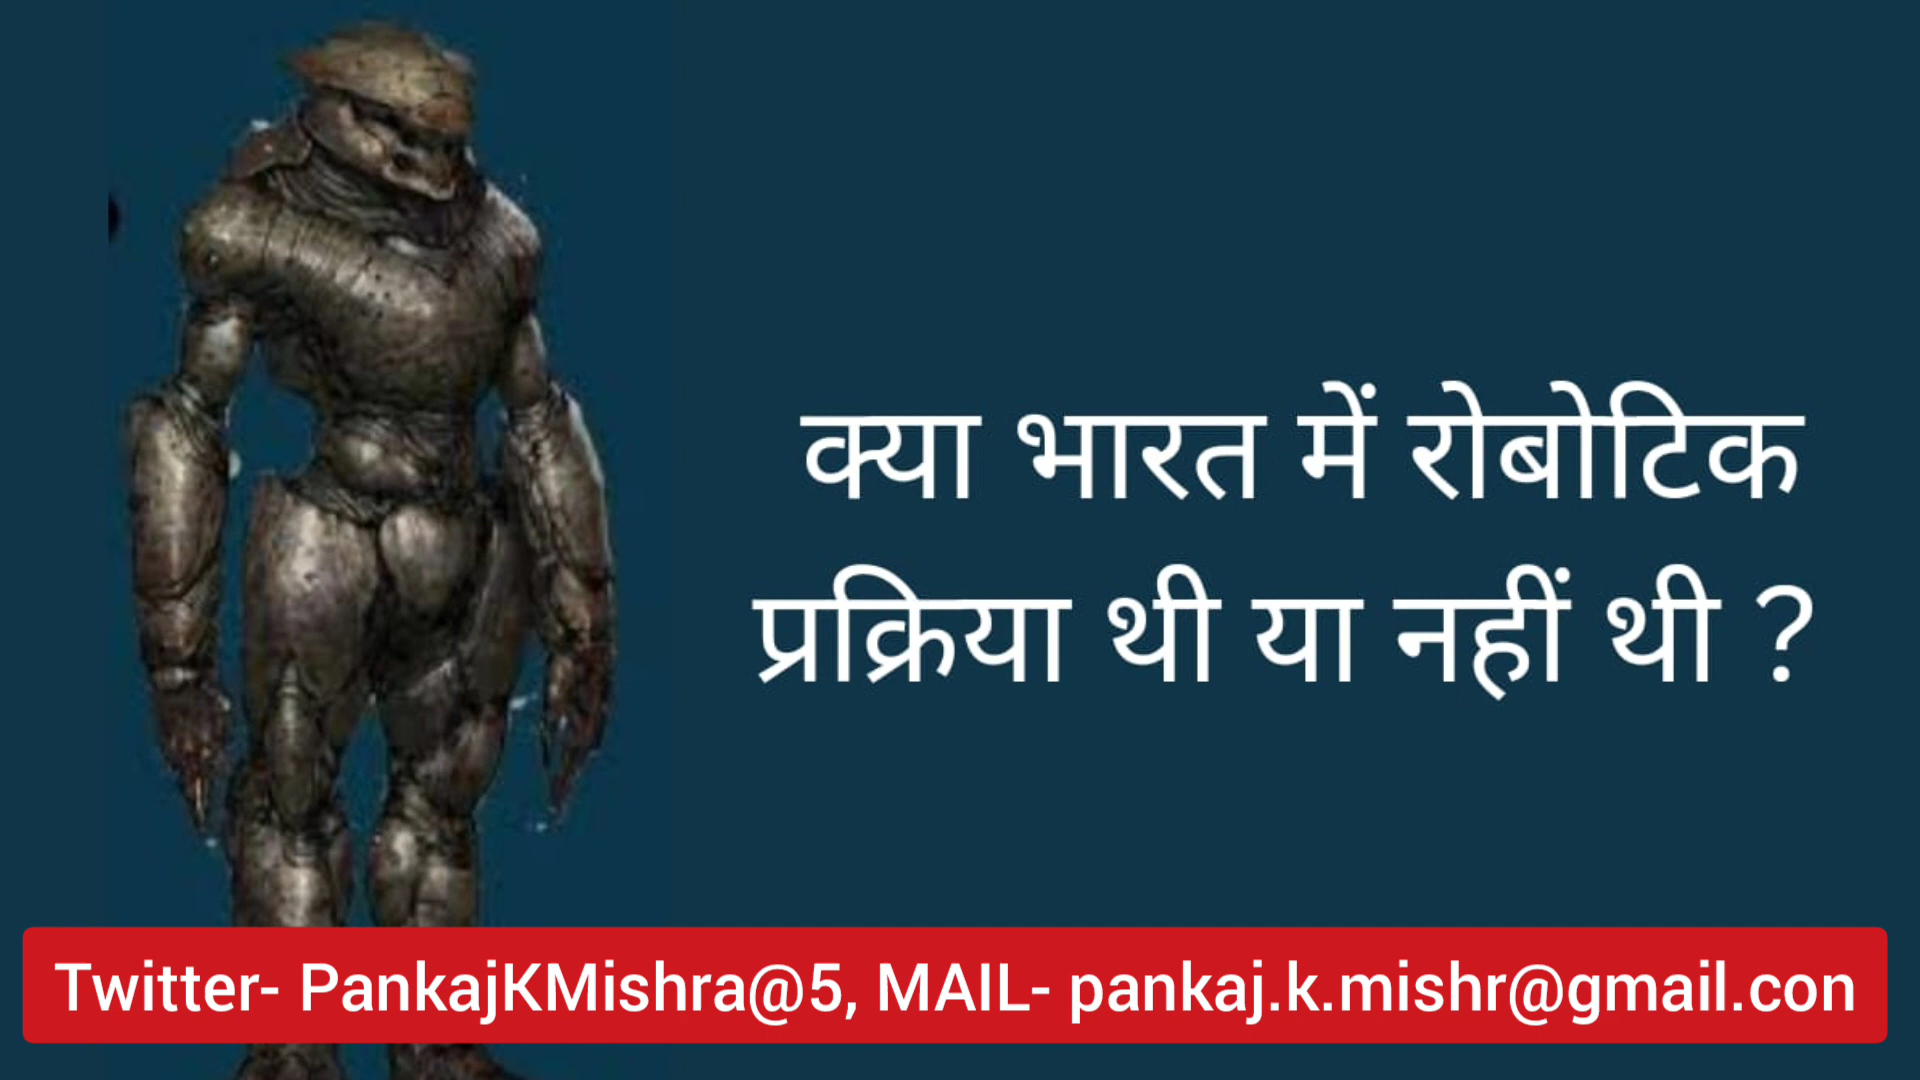 क्या भारत में रोबोटिक
प्रक्रिया थी या नहीं थी ?
Twitter- PankajKMishra@5, MAIL- pankaj.k.mishr@gmail.con